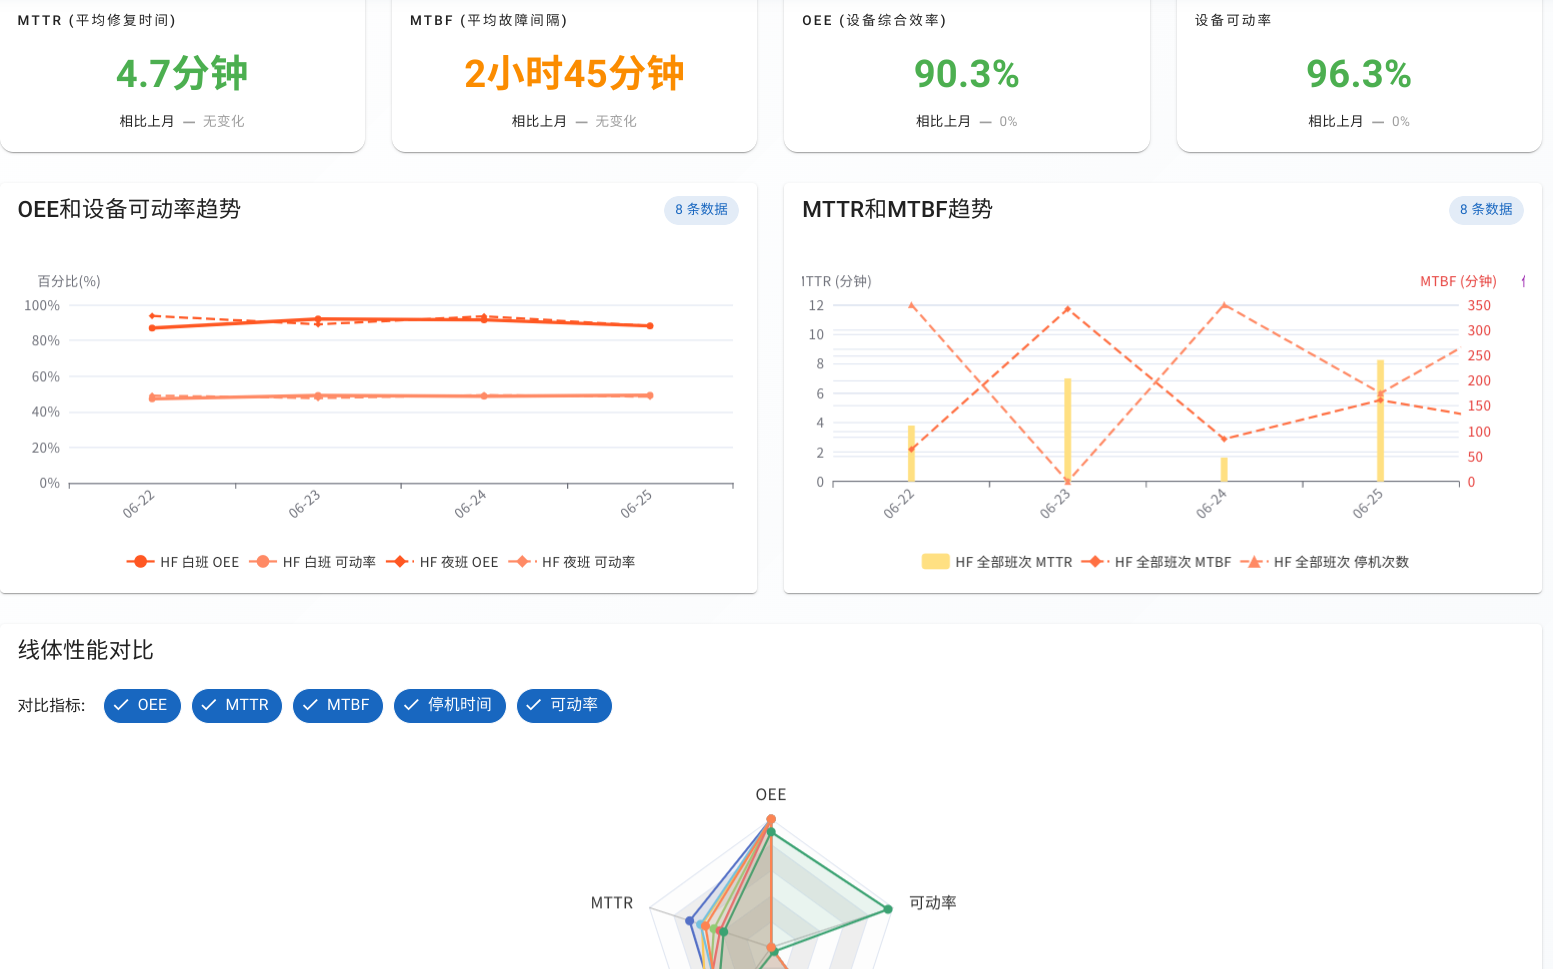 MTTR (平均修复时间)
4.7分钟
相比上月 — 无变化
MTBF (平均故障间隔)
2小时45分钟
相比上月 — 无变化
OEE (设备综合效率)
90.3%
相比上月 — 0%
设备可动率
96.3%
相比上月 — 0%
OEE和设备可动率趋势
8 条数据
百分比(%)
100%
80%
60%
40%
20%
0%
06-22
06-23
06-24
06-25
HF 白班 OEE
HF 白班 可动率
HF 夜班 OEE
HF 夜班 可动率
MTTR和MTBF趋势
8 条数据
TTR (分钟)
MTBF (分钟)
12
10
8
6
4
2
0
350
300
250
200
150
100
50
0
06-22
06-23
06-24
06-25
HF 全部班次 MTTR
HF 全部班次 MTBF
HF 全部班次 停机次数
线体性能对比
对比指标:
OEE
MTTR
MTBF
停机时间
可动率
OEE
MTTR
可动率